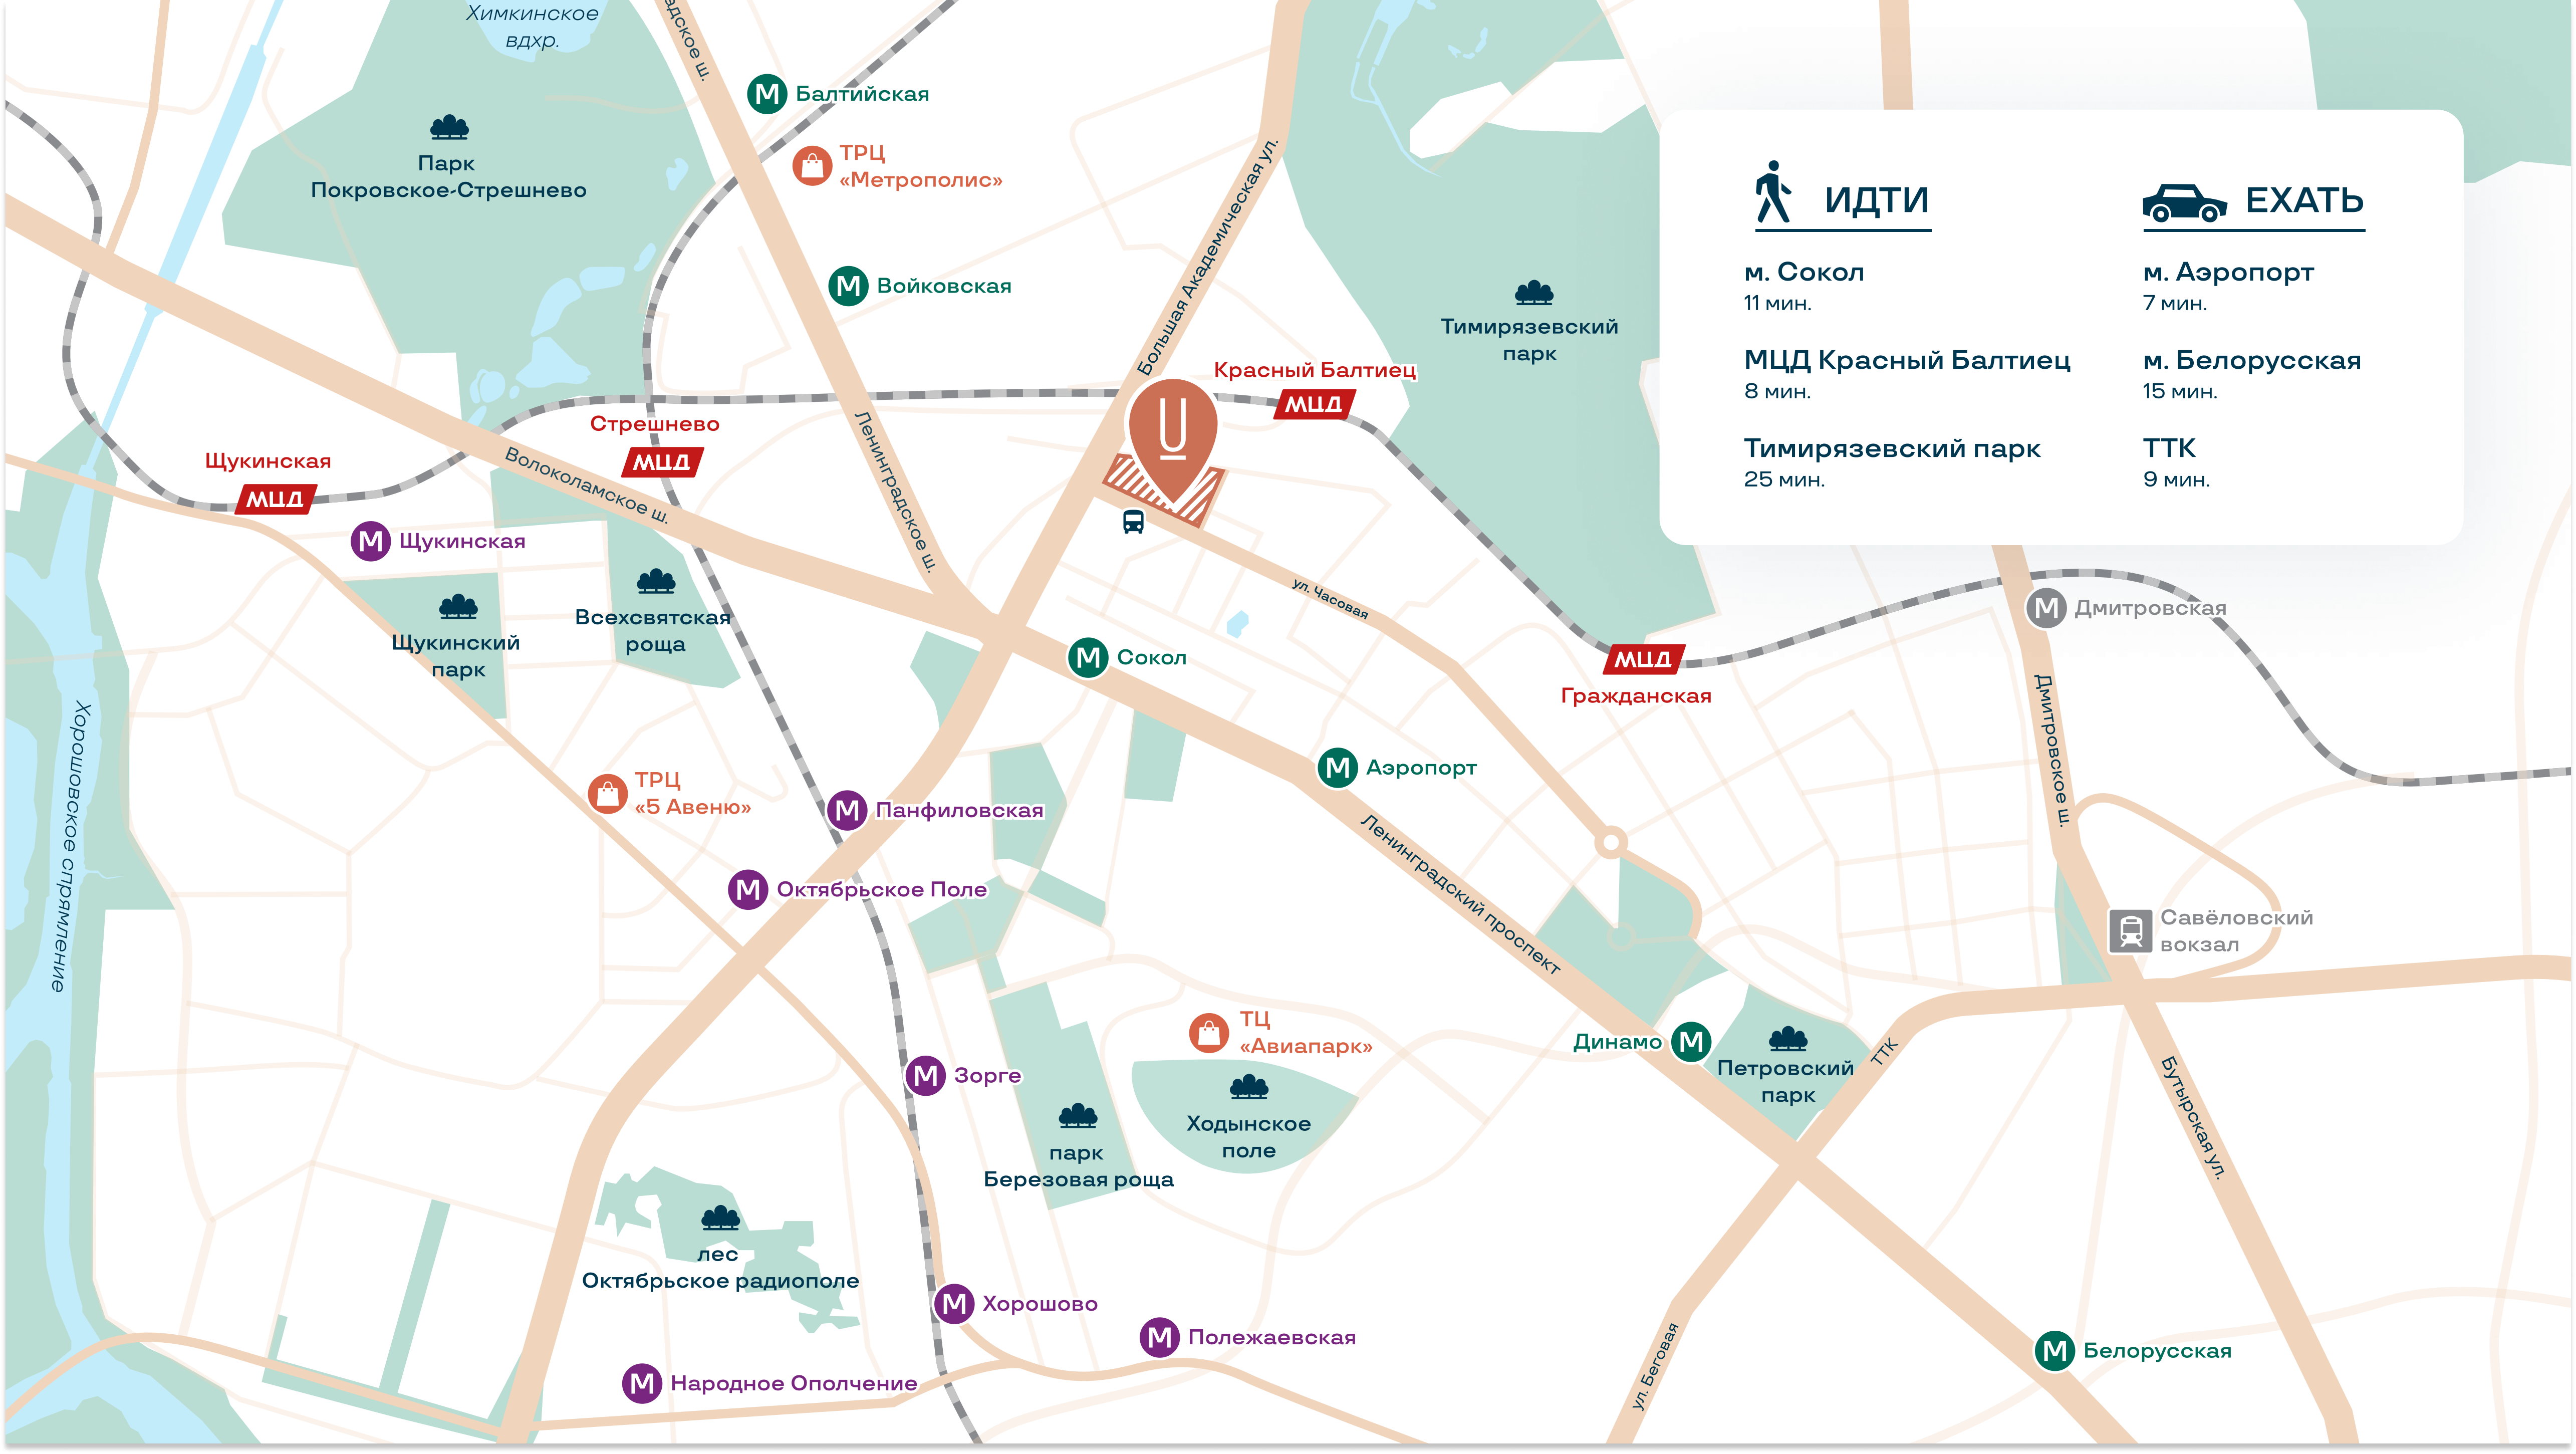 Химкинское
вдхр.
адское ш.
М Балтийская
ТРЦ
«Метрополис»
Парк
Покровское-Стрешнево
М Войковская
Большая Академическая ул.
Тимирязевский
парк
ИДТИ
м. Сокол
11 мин.
МЦД Красный Балтиец
8 мин.
Тимирязевский парк
25 мин.
ЕХАТЬ
м. Аэропорт
7 мин.
м. Белорусская
15 мин.
ТТК
9 мин.
Красный Балтиец
МЦД
U
Стрешнево
МЦД
Щукинская
МЦД
Волоколамское ш.
Ленинградское ш.
М Щукинская
Щукинский
парк
Всехсвятская
роща
ул. Часовая
М Сокол
МЦД
Гражданская
М Дмитровская
Дмитровское ш.
Хорошовское спрямление
ТРЦ
«5 Авеню»
М Панфиловская
М Аэропорт
Ленинградский проспект
М Октябрьское Поле
Савёловский
вокзал
ТЦ
«Авиапарк»
Динамо М
Петровский
парк
ТТК
Бутырская ул.
М Зорге
парк
Березовая роща
Ходынское
поле
лес
Октябрьское радиополе
М Хорошово
М Полежаевская
М Народное Ополчение
ул. Беговая
М Белорусская